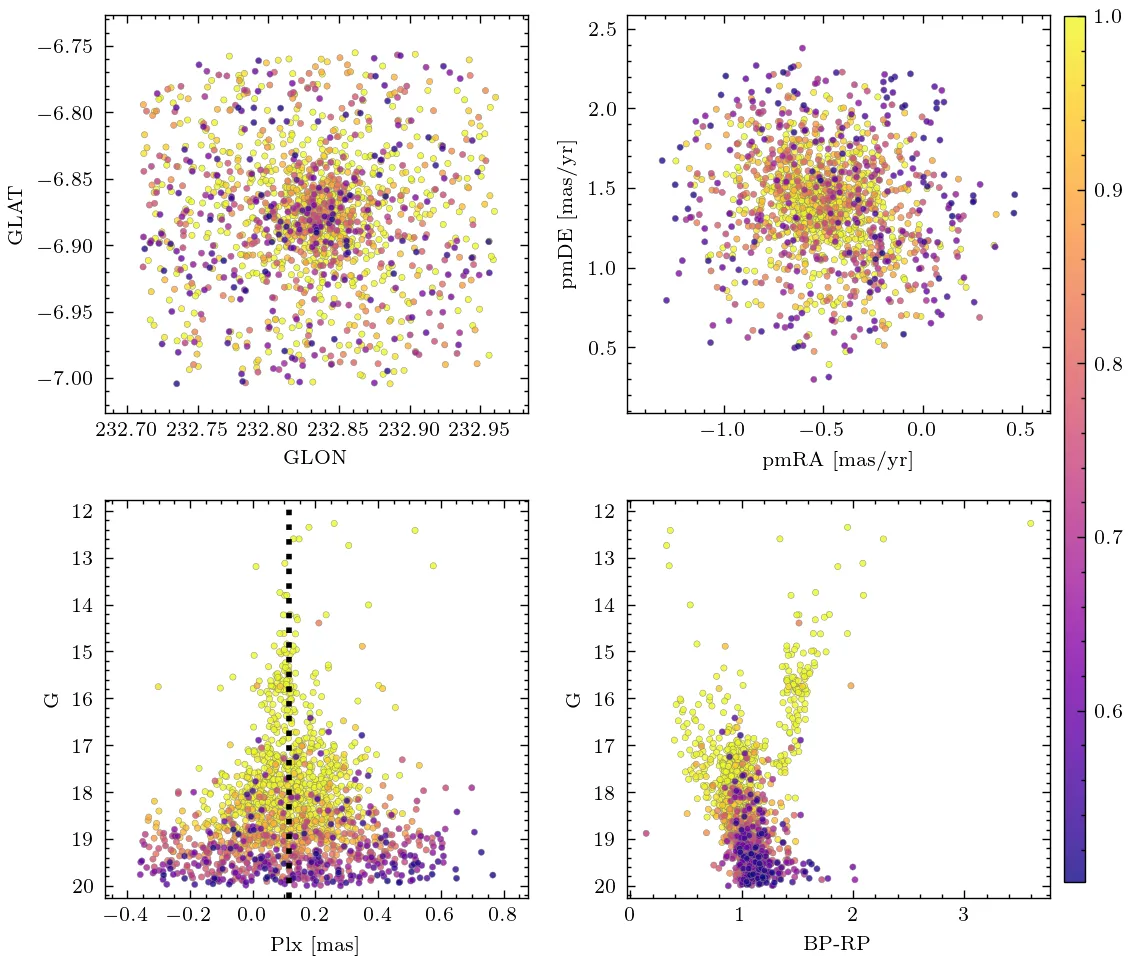 −6.75
−6.80
−6.85
−6.90
−6.95
−7.00
GLAT
232.70 232.75 232.80 232.85 232.90 232.95
GLON
2.5
2.0
1.5
1.0
0.5
pmDE [mas/yr]
−1.0 −0.5 0.0 0.5
pmRA [mas/yr]
12
13
14
15
16
17
18
19
20
G
−0.4 −0.2 0.0 0.2 0.4 0.6 0.8
Plx [mas]
12
13
14
15
16
17
18
19
20
G
0 1 2 3
BP-RP
1.0
0.9
0.8
0.7
0.6